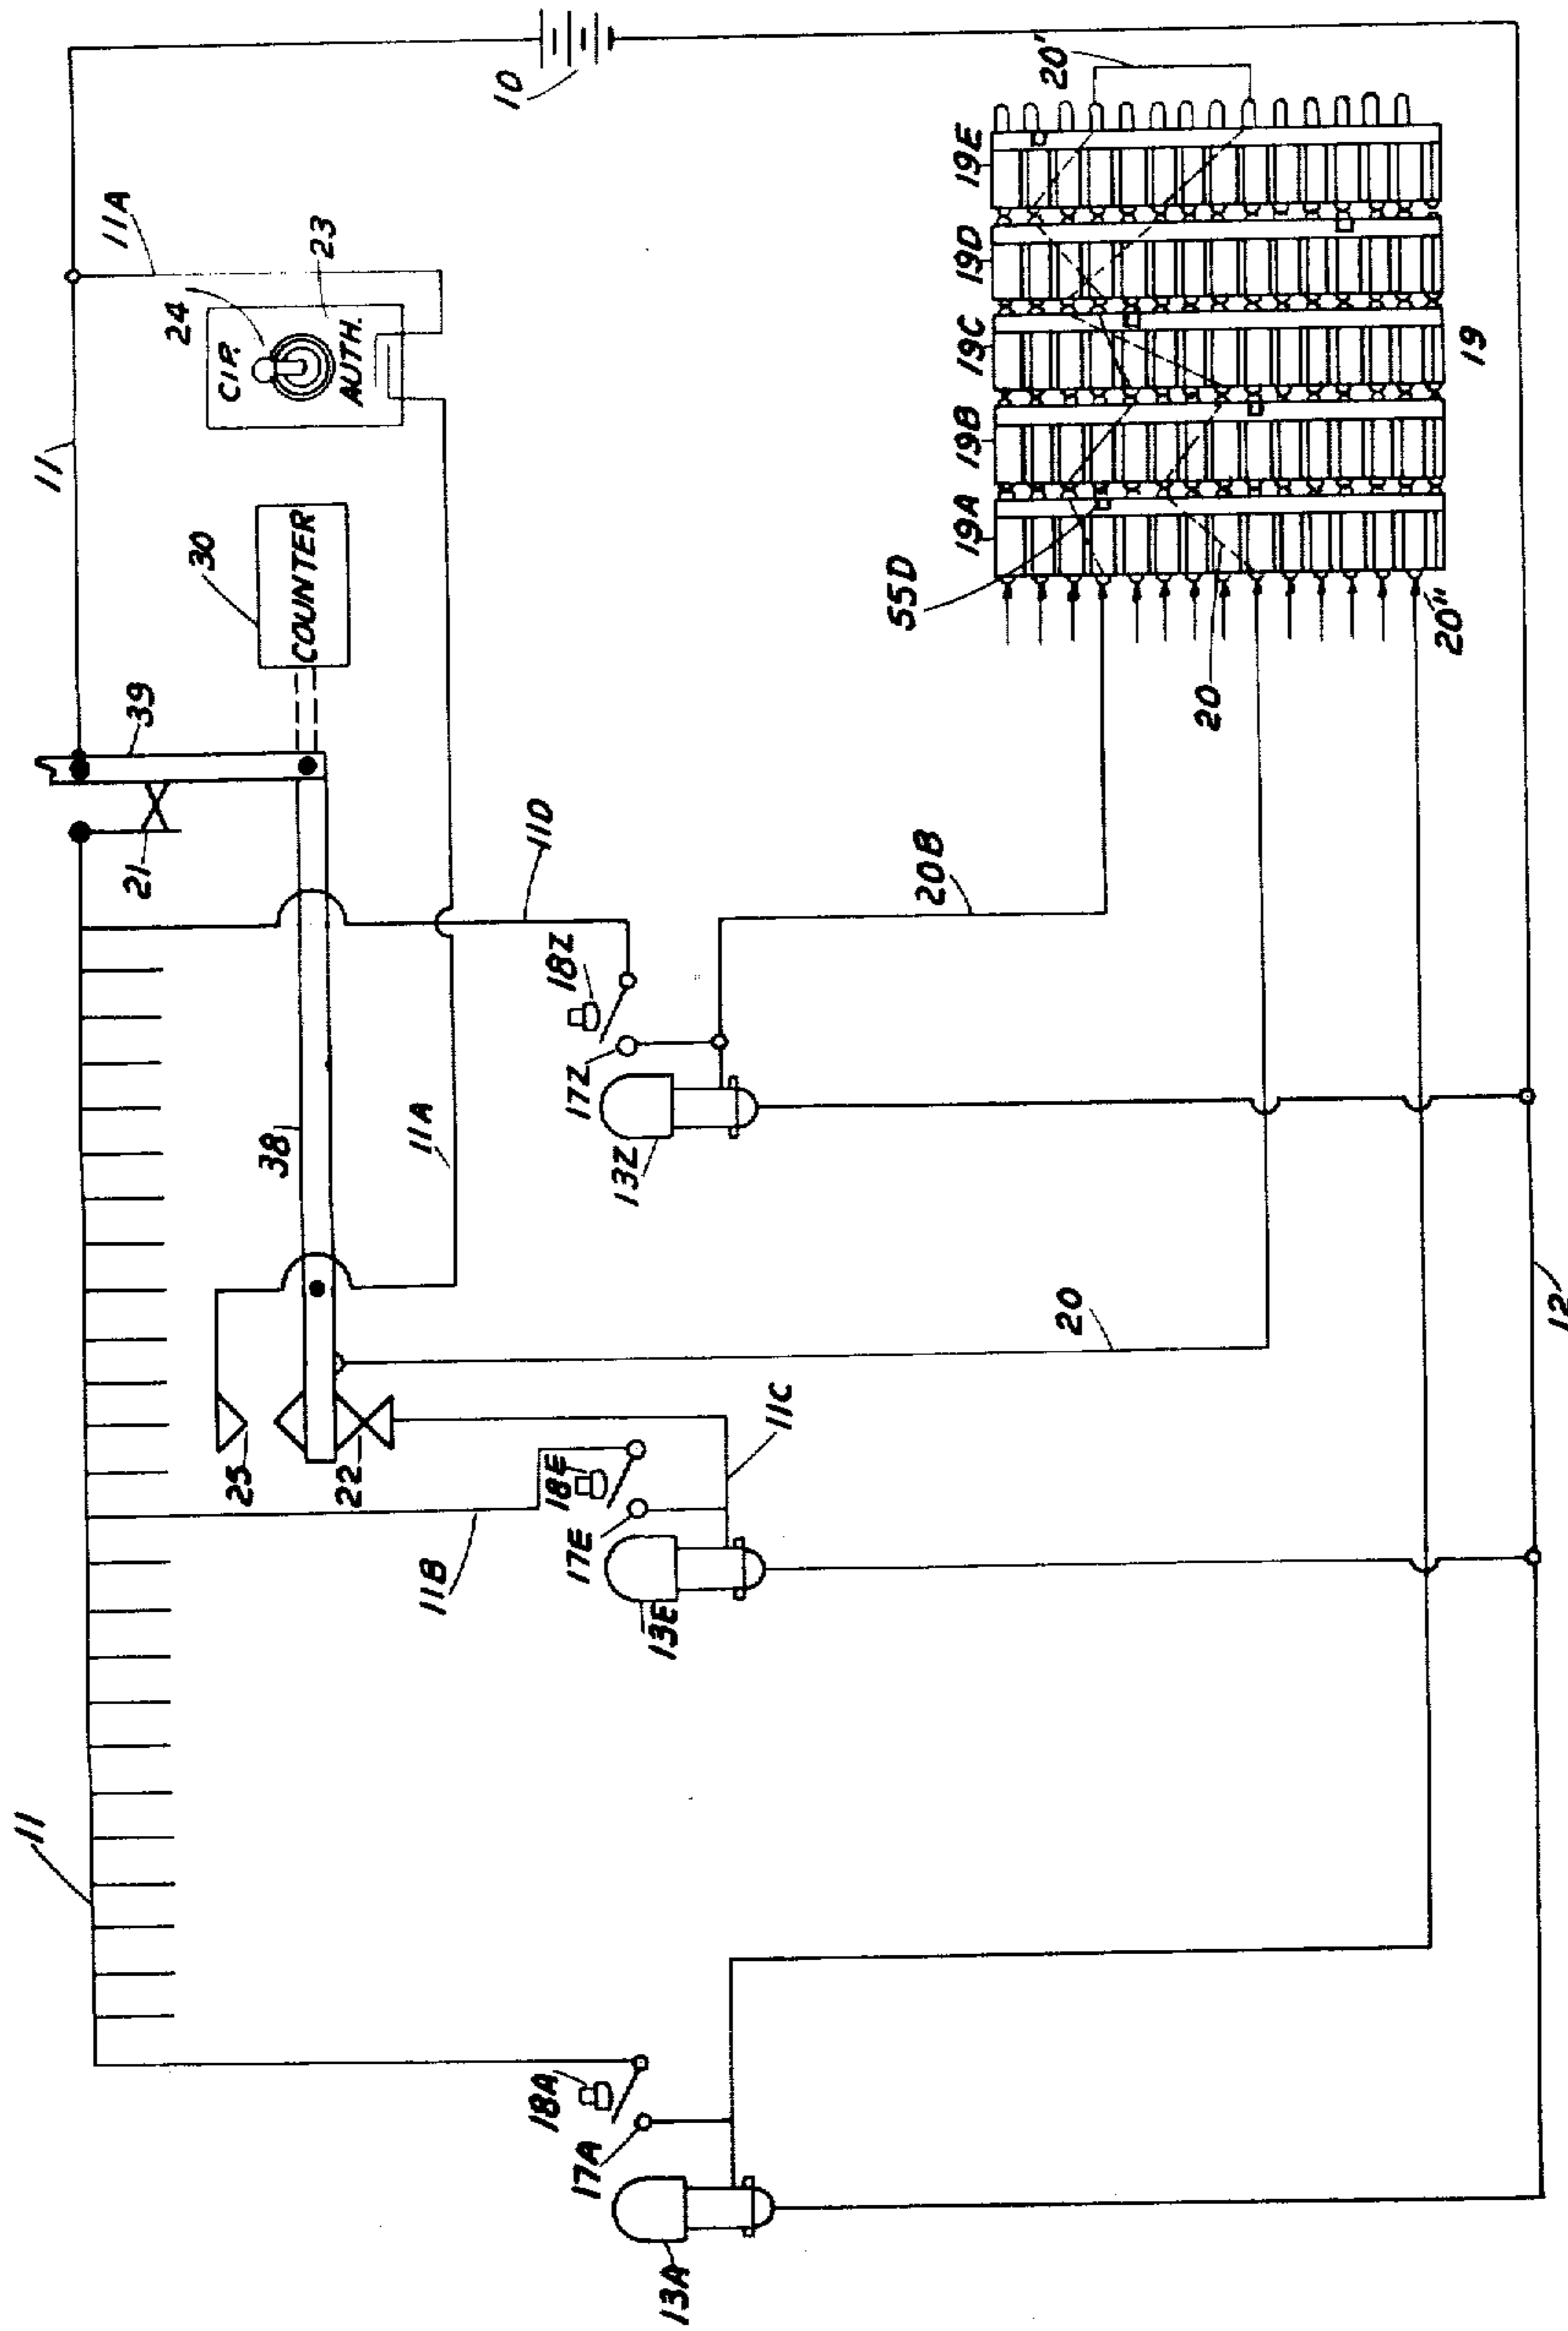 11
11
11A
24
CIP.
AUTH.
23
30
COUNTER
39
21
38
11A
11D
10
25
22
11B
11C
20
18Z
17Z
13Z
18E
17E
13E
18A
17A
13A
20B
55D
19A
19B
19C
19D
19E
19
20'
20
20"
12